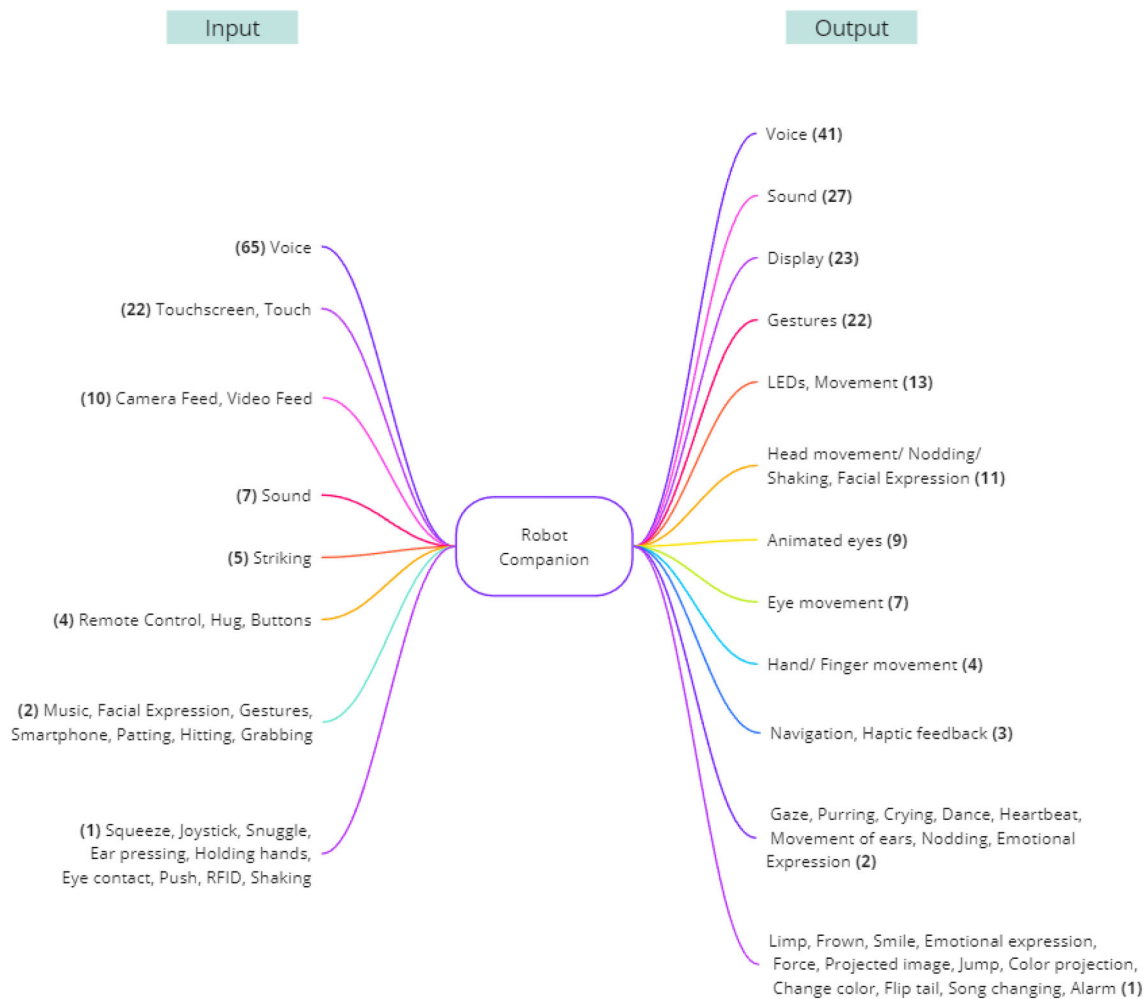 Input
Output
(65) Voice
(22) Touchscreen, Touch
(10) Camera Feed, Video Feed
(7) Sound
(5) Striking
(4) Remote Control, Hug, Buttons
(2) Music, Facial Expression, Gestures,
Smartphone, Patting, Hitting, Grabbing
(1) Squeeze, Joystick, Snuggle,
Ear pressing, Holding hands,
Eye contact, Push, RFID, Shaking
Robot
Companion
Voice (41)
Sound (27)
Display (23)
Gestures (22)
LEDs, Movement (13)
Head movement/ Nodding/
Shaking, Facial Expression (11)
Animated eyes (9)
Eye movement (7)
Hand/ Finger movement (4)
Navigation, Haptic feedback (3)
Gaze, Purring, Crying, Dance, Heartbeat,
Movement of ears, Nodding, Emotional
Expression (2)
Limp, Frown, Smile, Emotional expression,
Force, Projected image, Jump, Color projection,
Change color, Flip tail, Song changing, Alarm (1)